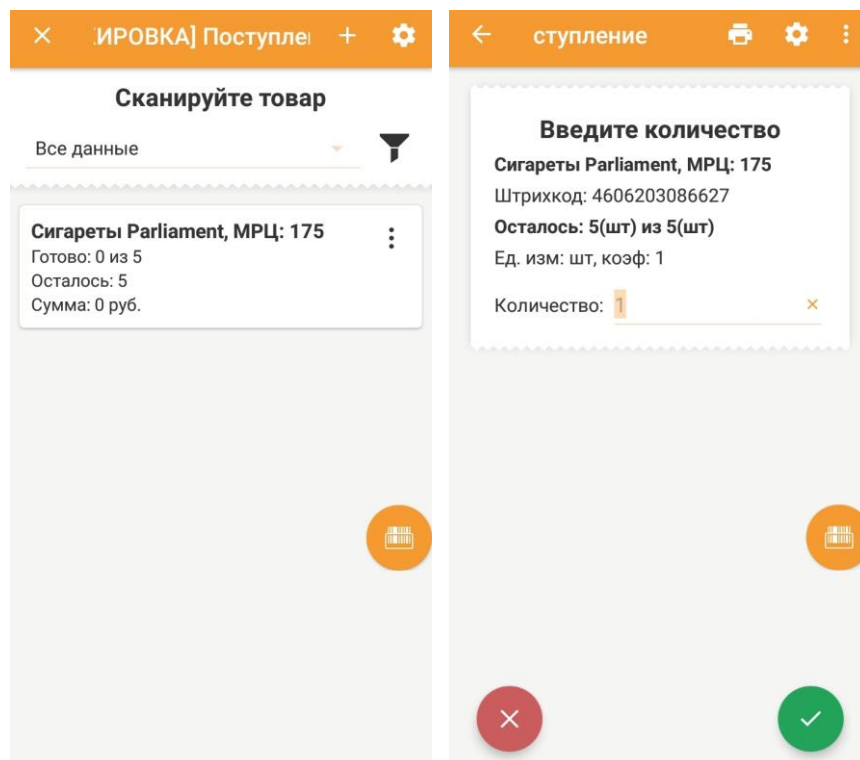 ИРОВКА] Поступле
Сканируйте товар
Все данные
Сигареты Parliament, МРЦ: 175
Готово: 0 из 5
Осталось: 5
Сумма: 0 руб.
ступление
Введите количество
Сигареты Parliament, МРЦ: 175
Штрихкод: 4606203086627
Осталось: 5(шт) из 5(шт)
Ед. изм: шт, коэф: 1
Количество: 1